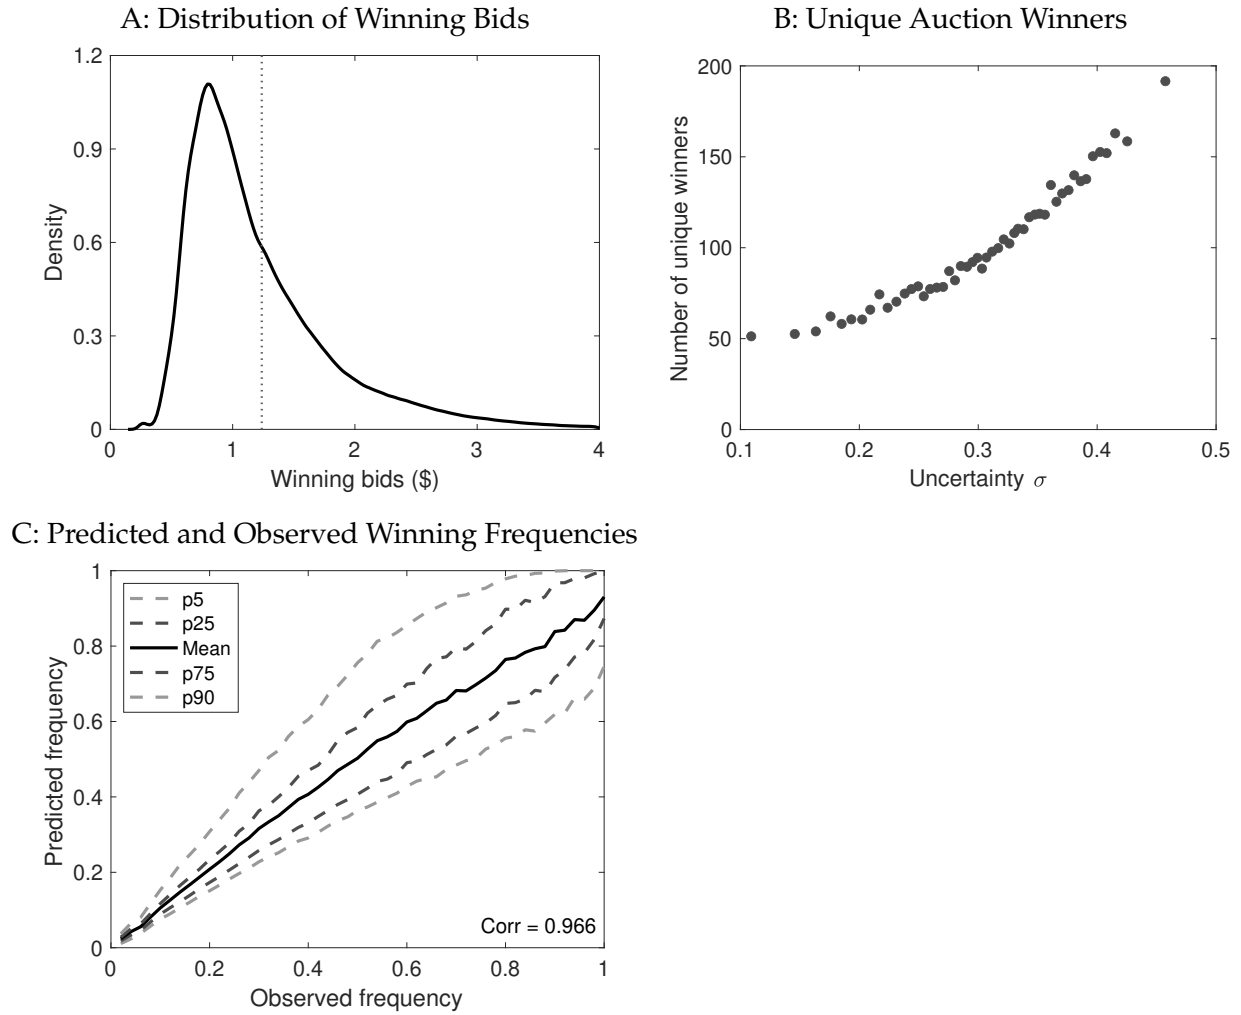 A: Distribution of Winning Bids
1.2
0.9
0.6
0.3
0
Density
0 1 2 3 4
Winning bids ($)
B: Unique Auction Winners
200
150
100
50
0
Number of unique winners
0.1 0.2 0.3 0.4 0.5
Uncertainty σ
C: Predicted and Observed Winning Frequencies
1
0.8
0.6
0.4
0.2
0
Predicted frequency
p5
p25
Mean
p75
p90
Corr = 0.966
0 0.2 0.4 0.6 0.8 1
Observed frequency